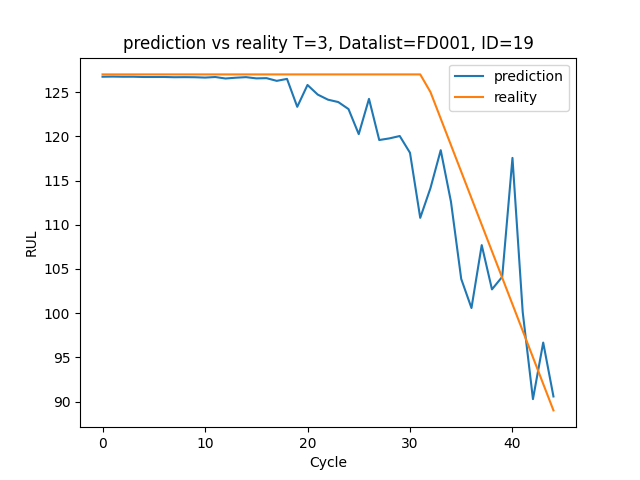 prediction vs reality T=3, Datalist=FD001, ID=19
prediction
reality
RUL
125
120
115
110
105
100
95
90
0
10
20
30
40
Cycle